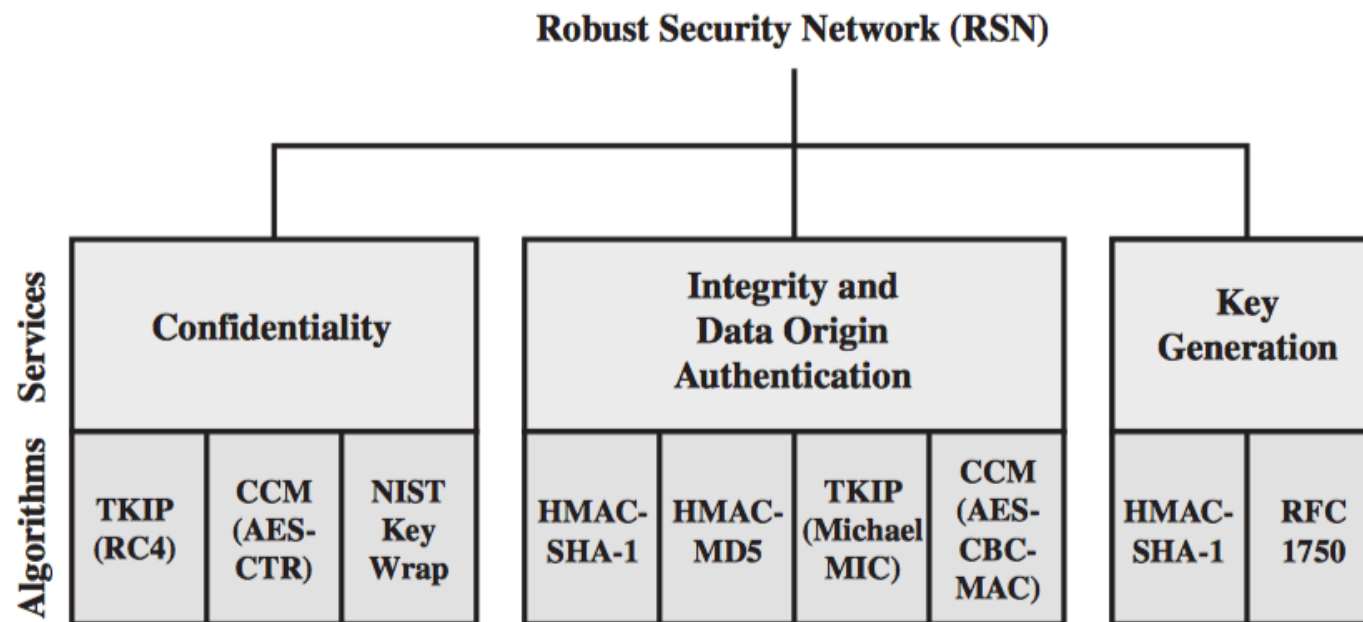 Robust Security Network (RSN)
Services
Confidentiality
Integrity and
Data Origin
Authentication
Key
Generation
Algorithms
TKIP
(RC4)
CCM
(AES-
CTR)
NIST
Key
Wrap
HMAC-
SHA-1
HMAC-
MD5
TKIP
(Michael
MIC)
CCM
(AES-
CBC-
MAC)
HMAC-
SHA-1
RFC
1750